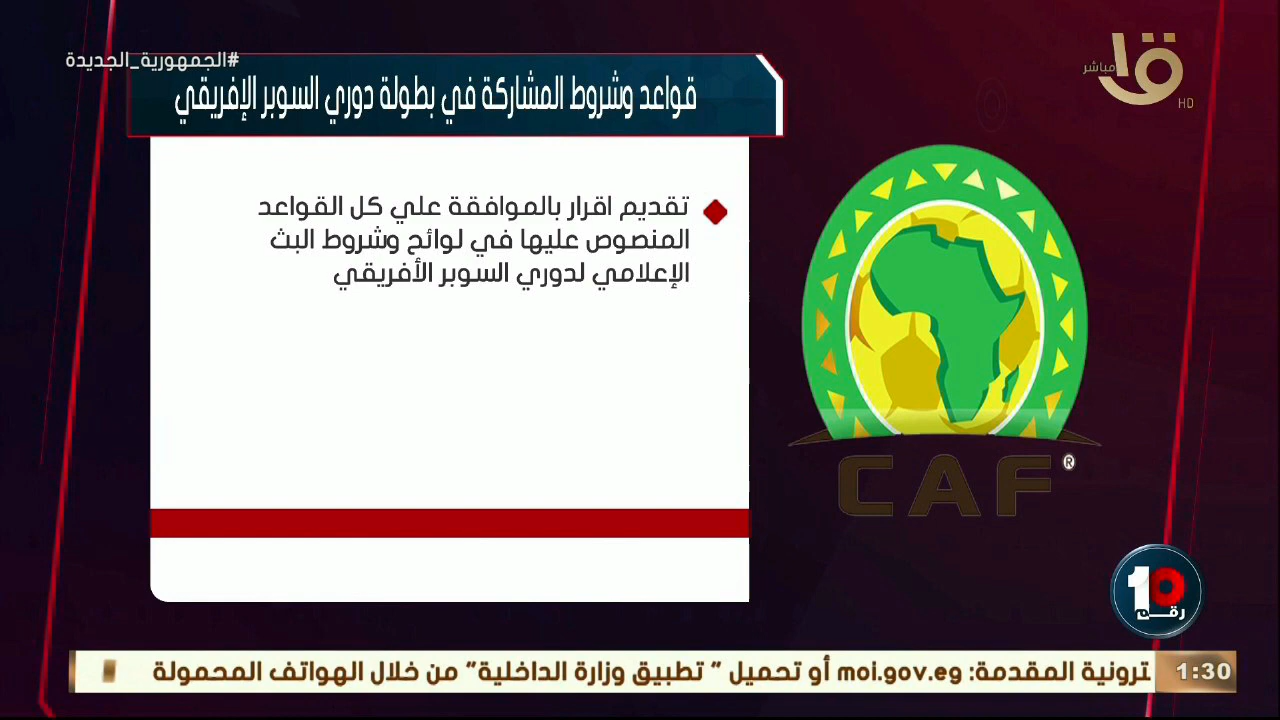 #الجمهورية_الجديدة
مباشر
HD
قواعد وشروط المشاركة في بطولة دوري السوبر الإفريقي
تقديم اقرار بالموافقة علي كل القواعد
المنصوص عليها في لوائح وشروط البث
الإعلامي لدوري السوبر الأفريقي
CAF®
رقم 10
1:30
ترونية المقدمة: moi.gov.eg أو تحميل " تطبيق وزارة الداخلية" من خلال الهواتف المحمولة